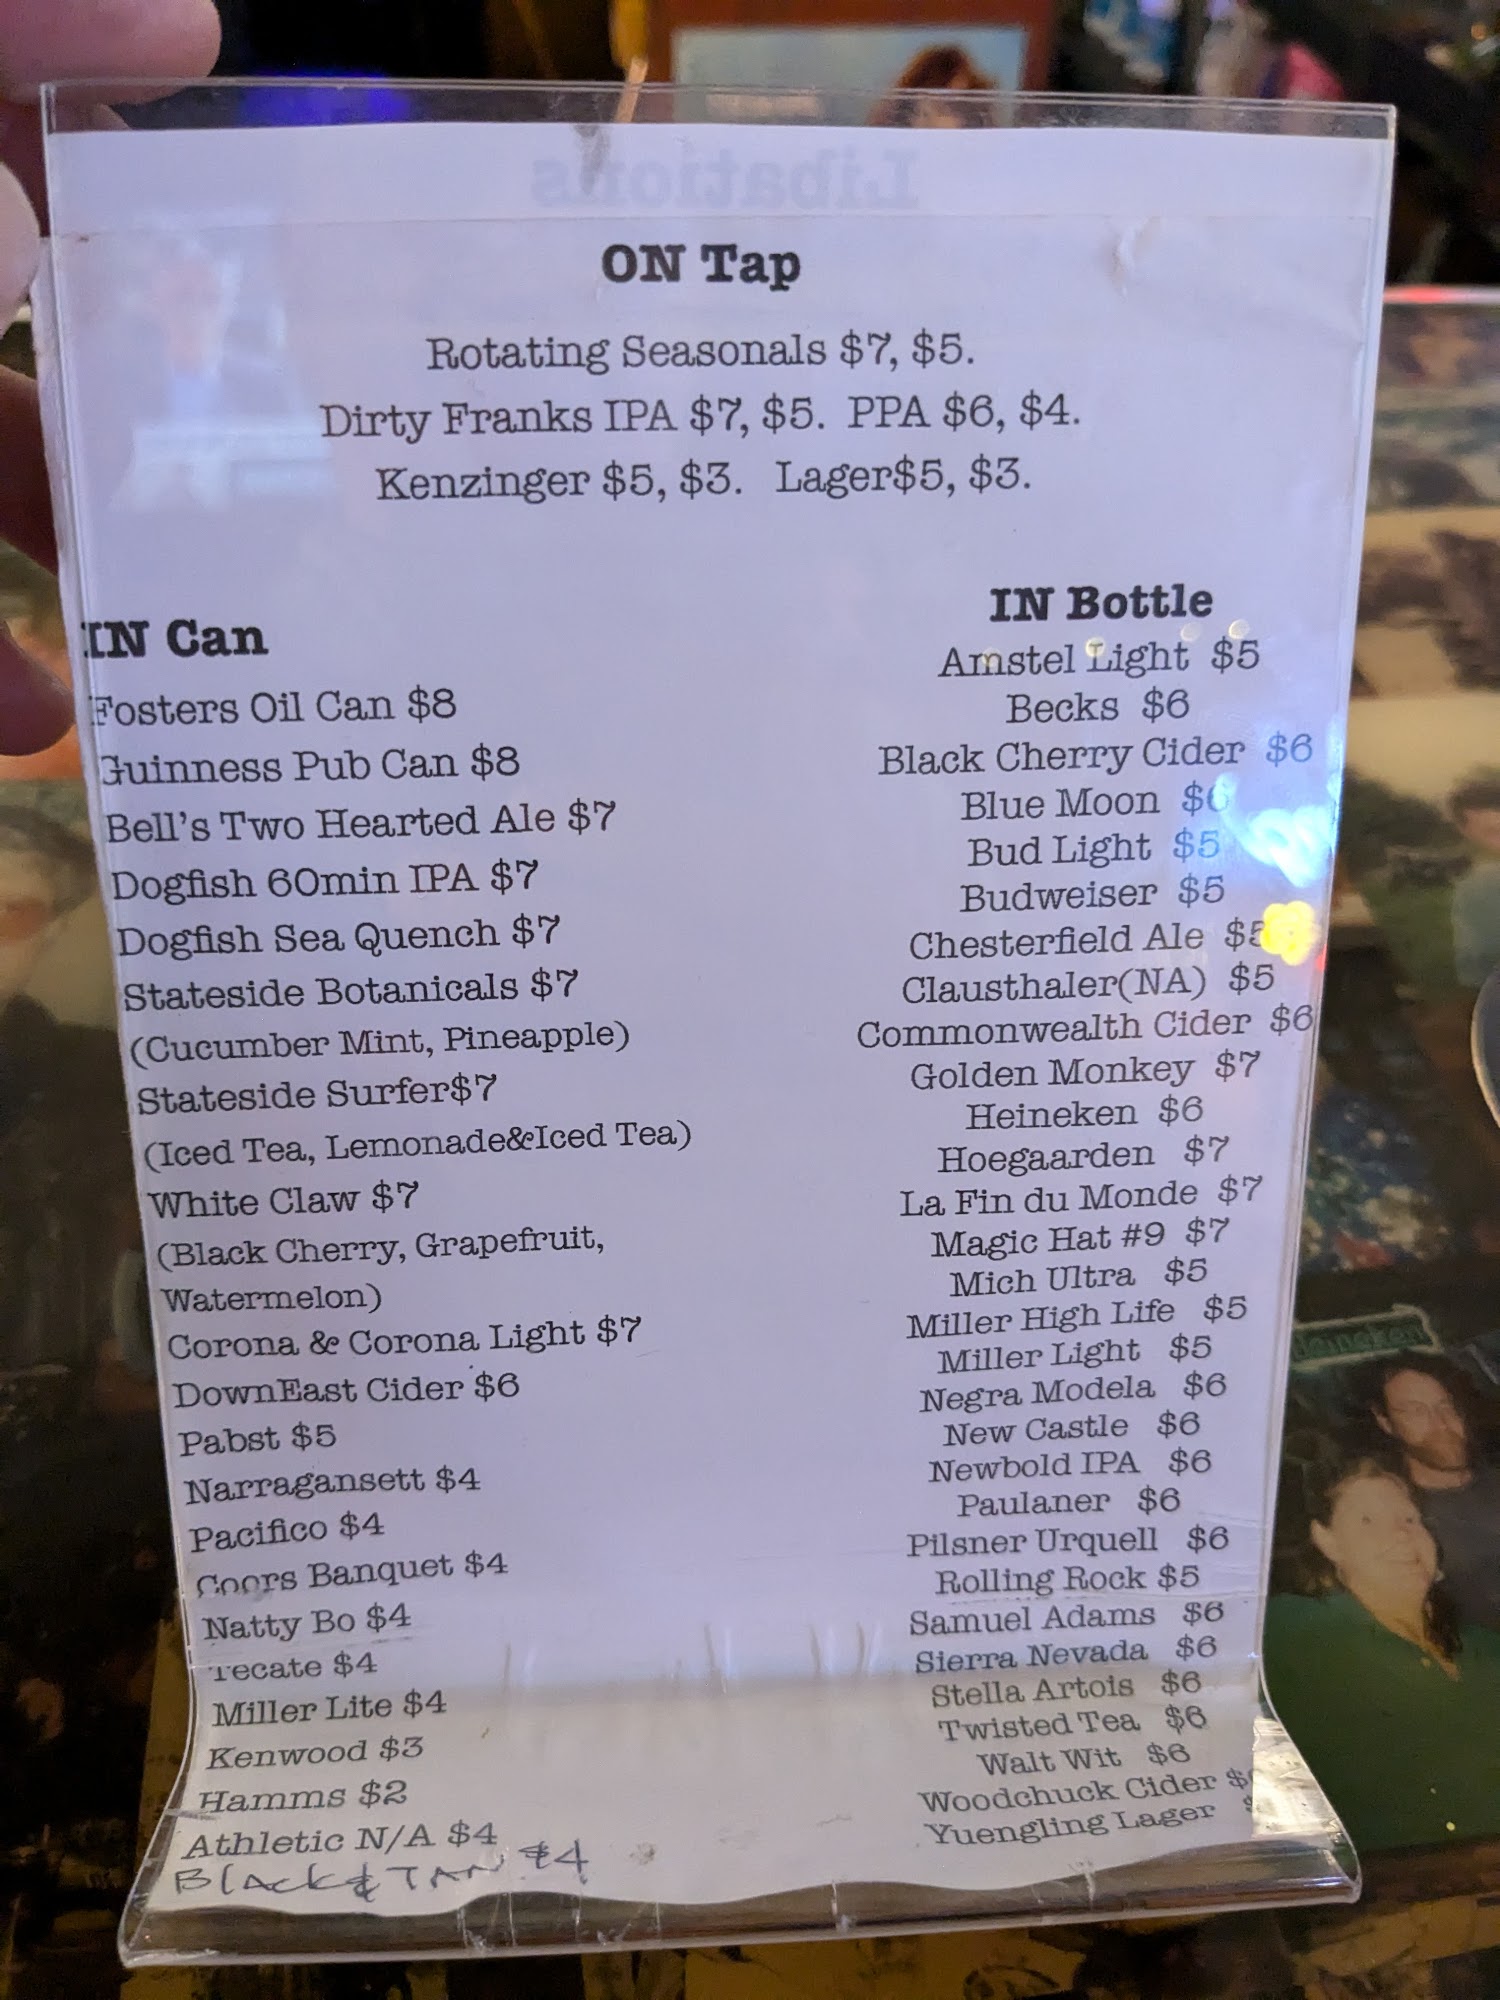 Libations
ON Tap
Rotating Seasonals $7, $5.
Dirty Franks IPA $7, $5. PPA $6, $4.
Kenzinger $5, $3. Lager$5, $3.
IN Can
Fosters Oil Can $8
Guinness Pub Can $8
Bell's Two Hearted Ale $7
Dogfish 60min IPA $7
Dogfish Sea Quench $7
Stateside Botanicals $7
(Cucumber Mint, Pineapple)
Stateside Surfer$7
(Iced Tea, Lemonade&Iced Tea)
White Claw $7
(Black Cherry, Grapefruit,
Watermelon)
Corona & Corona Light $7
DownEast Cider $6
Pabst $5
Narragansett $4
Pacifico $4
Coors Banquet $4
Natty Bo $4
Tecate $4
Miller Lite $4
Kenwood $3
Hamms $2
Athletic N/A $4
Black & TAN $4
IN Bottle
Amstel Light $5
Becks $6
Black Cherry Cider $6
Blue Moon $6
Bud Light $5
Budweiser $5
Chesterfield Ale $5
Clausthaler(NA) $5
Commonwealth Cider $6
Golden Monkey $7
Heineken $6
Hoegaarden $7
La Fin du Monde $7
Magic Hat #9 $7
Mich Ultra $5
Miller High Life $5
Miller Light $5
Negra Modela $6
New Castle $6
Newbold IPA $6
Paulaner $6
Pilsner Urquell $6
Rolling Rock $5
Samuel Adams $6
Sierra Nevada $6
Stella Artois $6
Twisted Tea $6
Walt Wit $6
Woodchuck Cider
Yuengling Lager
Heineken